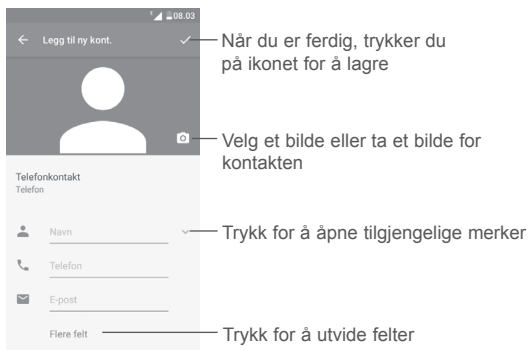 08.03
Legg til ny kont.
Når du er ferdig, trykker du
på ikonet for å lagre
Velg et bilde eller ta et bilde for
kontakten
Telefonkontakt
Telefon
Navn
Trykk for å åpne tilgjengelige merker
Telefon
E-post
Flere felt
Trykk for å utvide felter